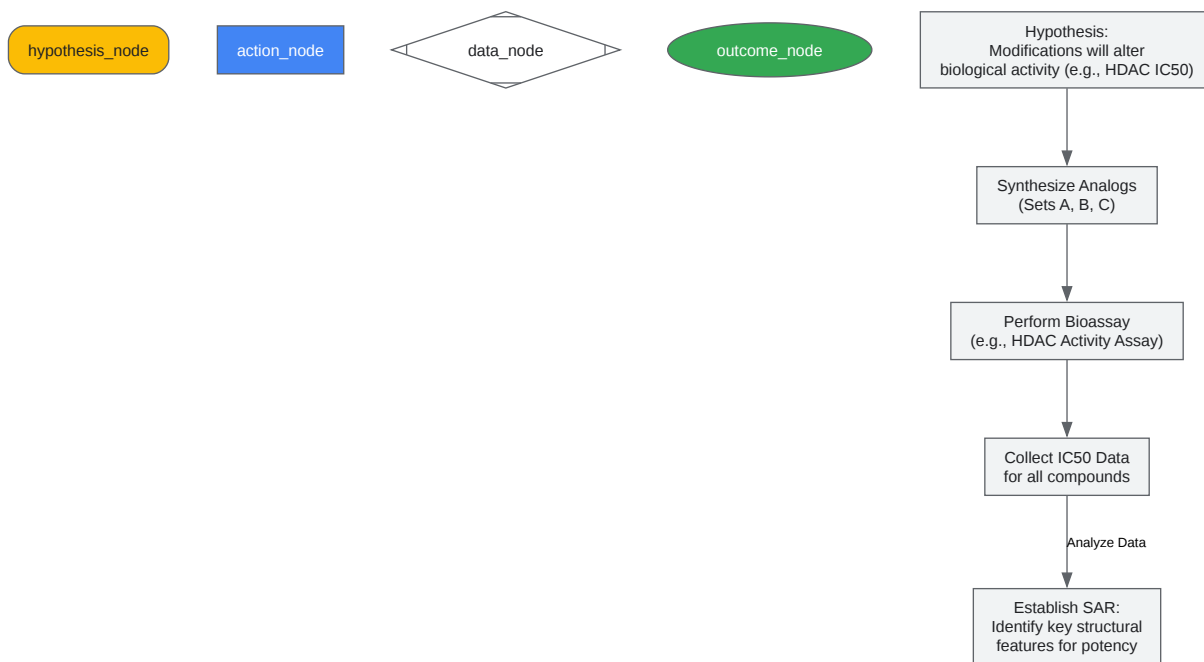 hypothesis_node
action_node
data_node
outcome_node
Hypothesis:
Modifications will alter
biological activity (e.g., HDAC IC50)
Synthesize Analogs
(Sets A, B, C)
Perform Bioassay
(e.g., HDAC Activity Assay)
Collect IC50 Data
for all compounds
Analyze Data
Establish SAR:
Identify key structural
features for potency